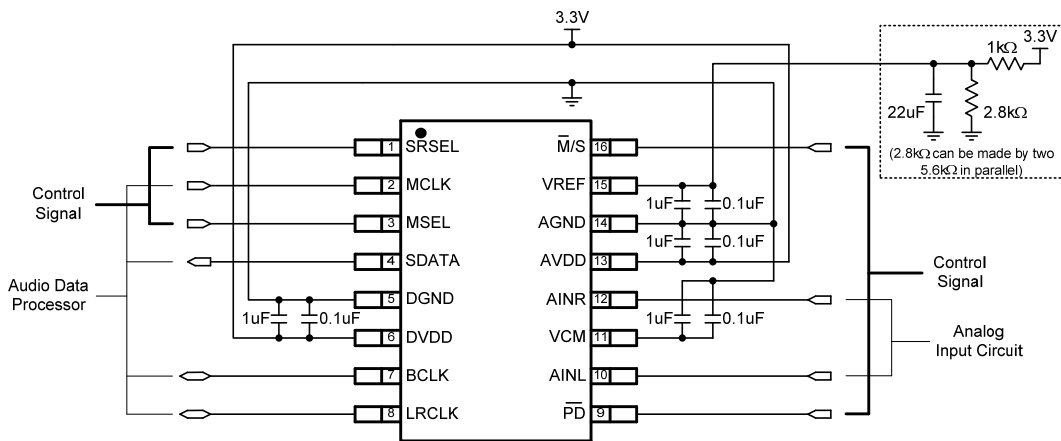 3.3V
3.3V
1kΩ
22uF
2.8kΩ
(2.8kΩ can be made by two
5.6kΩ in parallel)
Control
Signal
Audio Data
Processor
1 SRSEL
2 MCLK
3 MSEL
4 SDATA
5 DGND
6 DVDD
7 BCLK
8 LRCLK
1uF 0.1uF
M̅/S 16
VREF 15
AGND 14
AVDD 13
AINR 12
VCM 11
AINL 10
P̅D̅ 9
1uF 0.1uF
1uF 0.1uF
1uF 0.1uF
Control
Signal
Analog
Input Circuit